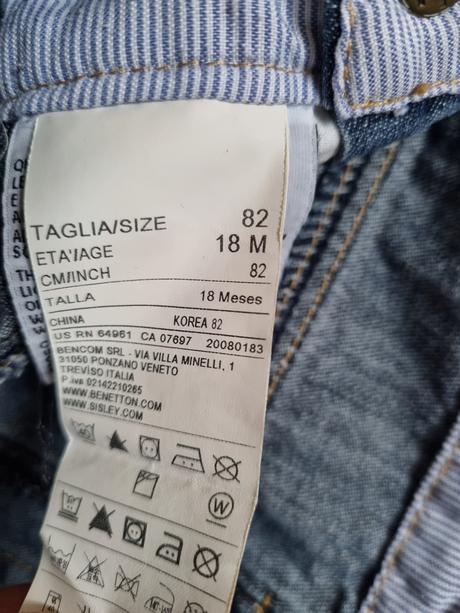 TAGLIA/SIZE 82
ETA'/AGE 18 M
CM/INCH 82
TALLA 18 Meses
CHINA KOREA 82
US RN 64961 CA 07697 20080183
BENCOM SRL - VIA VILLA MINELLI, 1
31050 PONZANO VENETO
TREVISO ITALIA
P.iva 02142210265
WWW.BENETTON.COM
WWW.SISLEY.COM
W